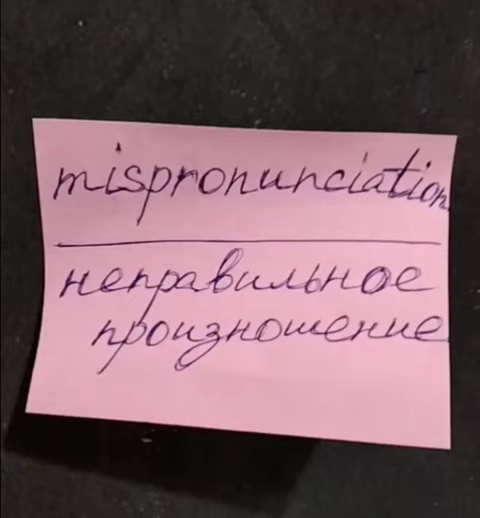 mispronunciation
неправильное
произношение